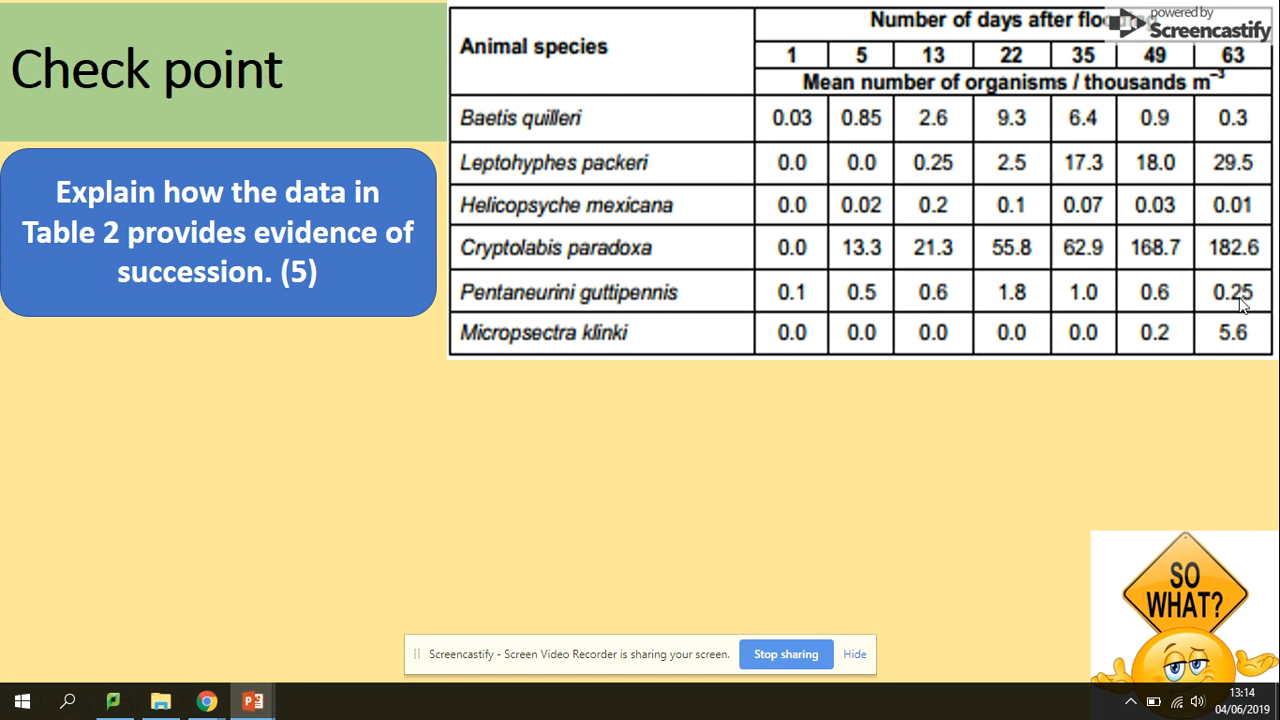 Check point
Explain how the data in
Table 2 provides evidence of
succession. (5)
Animal species
Number of days after
1 5 13 22 35 49 63
Mean number of organisms / thousands m⁻³
Baetis quilleri 0.03 0.85 2.6 9.3 6.4 0.9 0.3
Leptohyphes packeri 0.0 0.0 0.25 2.5 17.3 18.0 29.5
Helicopsyche mexicana 0.0 0.02 0.2 0.1 0.07 0.03 0.01
Cryptolabis paradoxa 0.0 13.3 21.3 55.8 62.9 168.7 182.6
Pentaneurini guttipennis 0.1 0.5 0.6 1.8 1.0 0.6 0.25
Micropsectra klinki 0.0 0.0 0.0 0.0 0.0 0.2 5.6
powered by
Screencastify
SO
WHAT?
Screencastify - Screen Video Recorder is sharing your screen. Stop sharing Hide
13:14
04/06/2019